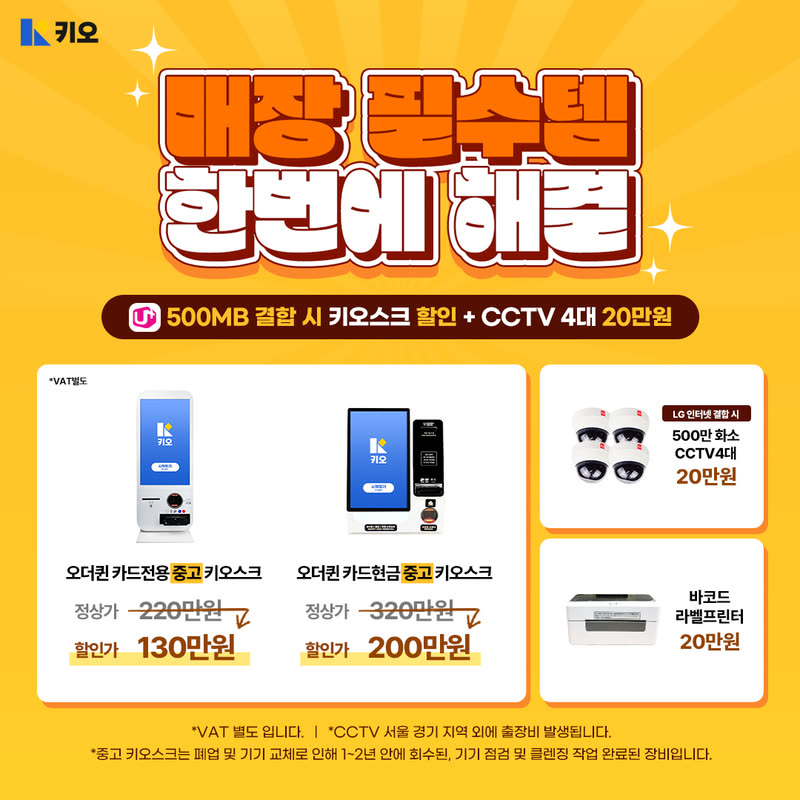 키오
매장 필수템
한번에 해결
U+ 500MB 결합 시 키오스크 할인 + CCTV 4대 20만원
*VAT별도
키오
시작하기
키오
시작하기
오더퀸 카드전용 중고 키오스크
정상가 220만원
할인가 130만원
오더퀸 카드현금 중고 키오스크
정상가 320만원
할인가 200만원
LG 인터넷 결합 시
500만 화소
CCTV4대
20만원
바코드
라벨프린터
20만원
*VAT 별도 입니다. | *CCTV 서울 경기 지역 외에 출장비 발생됩니다.
*중고 키오스크는 폐업 및 기기 교체로 인해 1~2년 안에 회수된, 기기 점검 및 클렌징 작업 완료된 장비입니다.